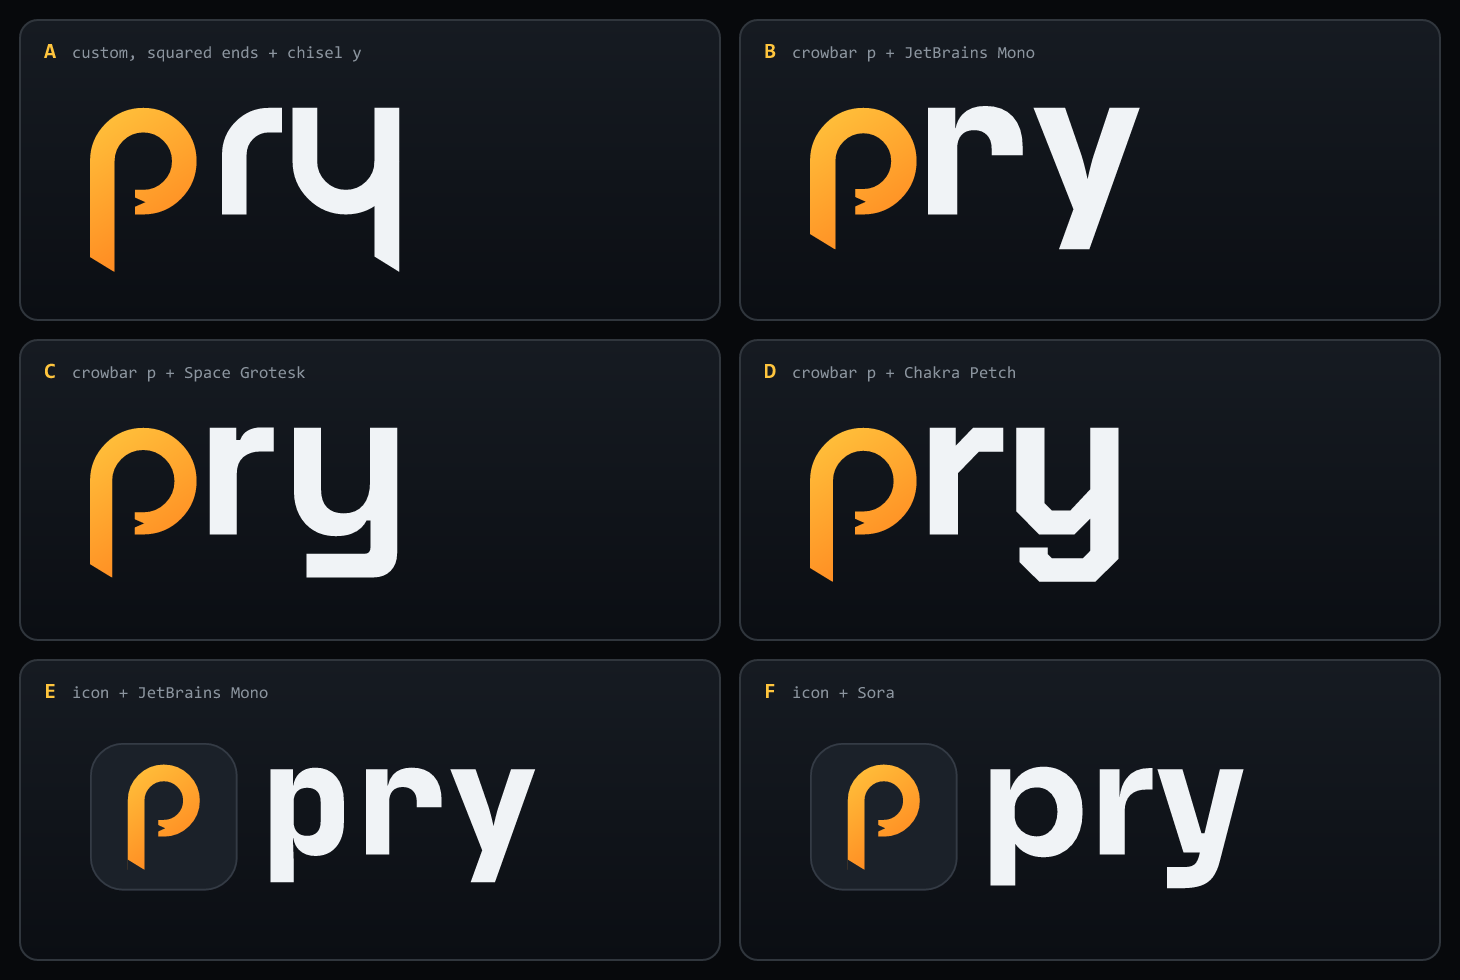 A custom, squared ends + chisel y
pry
B crowbar p + JetBrains Mono
pry
C crowbar p + Space Grotesk
pry
D crowbar p + Chakra Petch
pry
E icon + JetBrains Mono
p pry
F icon + Sora
p pry